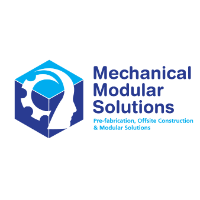 Mechanical
Modular
Solutions
Pre-fabrication, Offsite Construction
& Modular Solutions